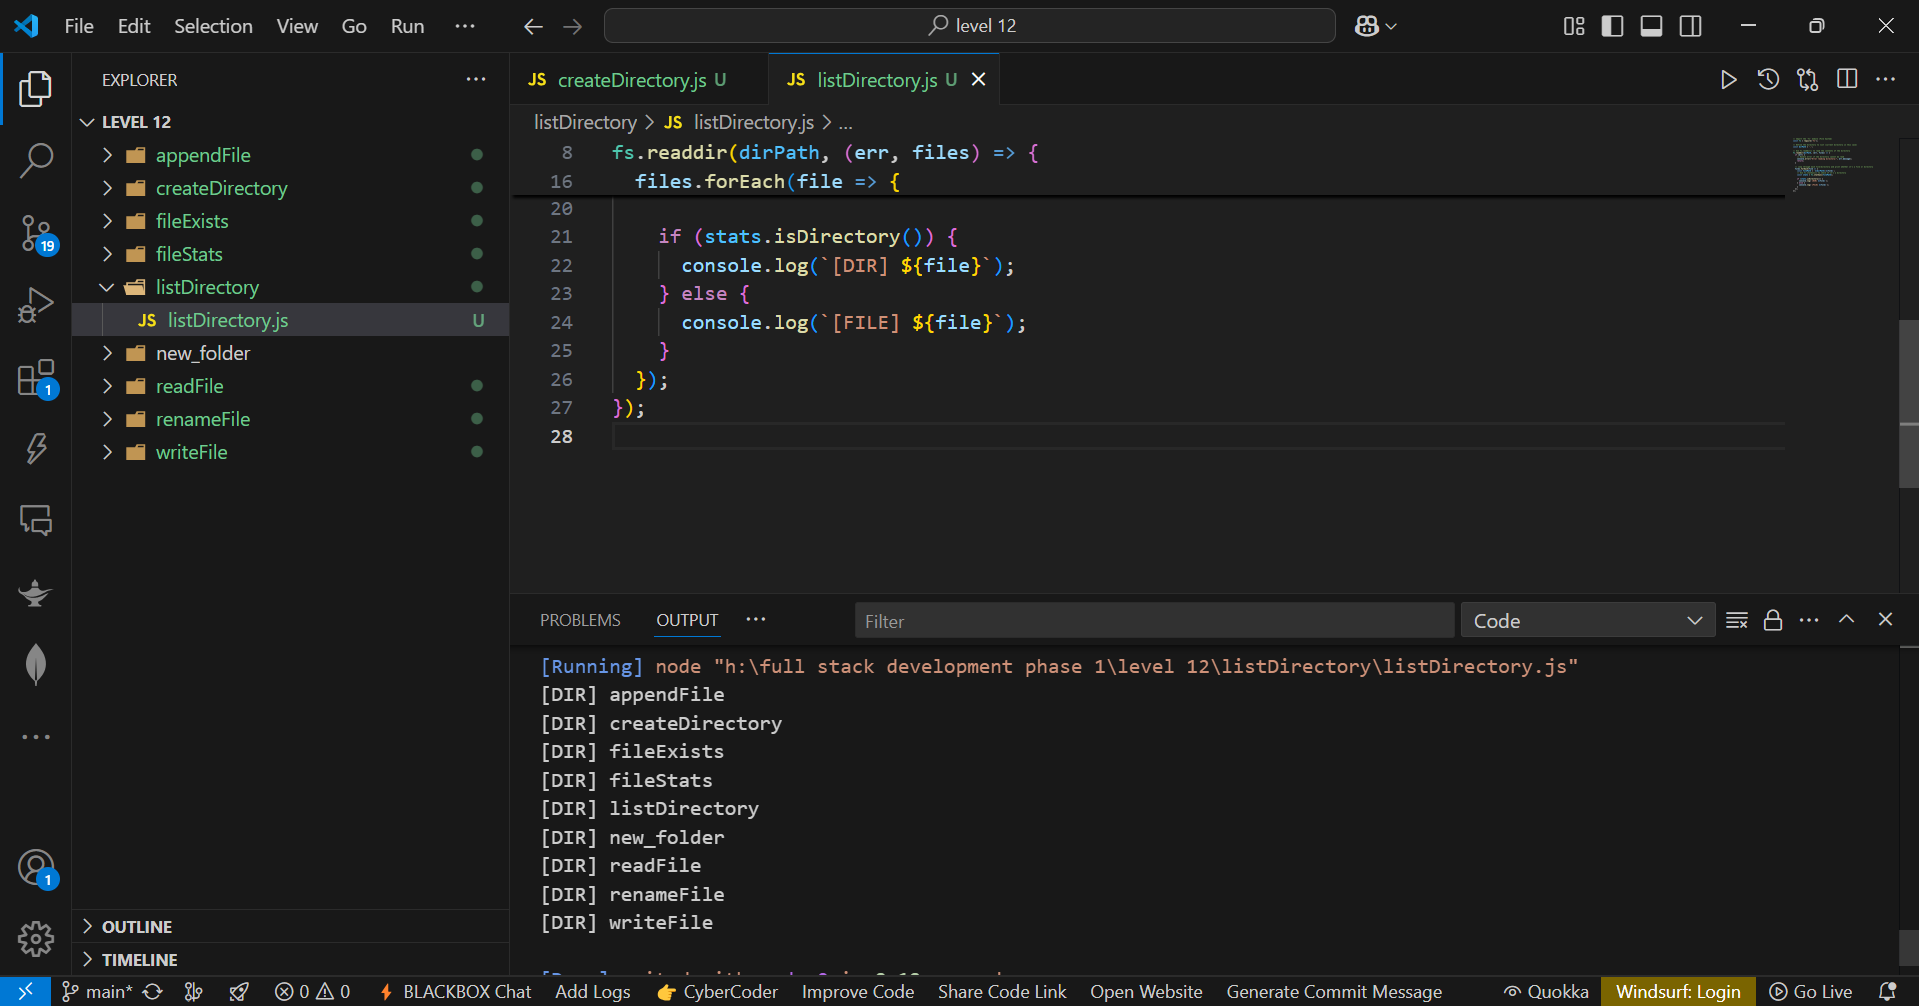 File Edit Selection View Go Run ... level 12
EXPLORER ...
LEVEL 12
appendFile
createDirectory
fileExists
fileStats
listDirectory
JS listDirectory.js U
new_folder
readFile
renameFile
writeFile
OUTLINE
TIMELINE
19
1
1
JS createDirectory.js U JS listDirectory.js U
listDirectory > JS listDirectory.js > ...
8 fs.readdir(dirPath, (err, files) => {
16 files.forEach(file => {
20
21 if (stats.isDirectory()) {
22 console.log(`[DIR] ${file}`);
23 } else {
24 console.log(`[FILE] ${file}`);
25 }
26 });
27 });
28
PROBLEMS OUTPUT ... Filter Code
[Running] node "h:\full stack development phase 1\level 12\listDirectory\listDirectory.js"
[DIR] appendFile
[DIR] createDirectory
[DIR] fileExists
[DIR] fileStats
[DIR] listDirectory
[DIR] new_folder
[DIR] readFile
[DIR] renameFile
[DIR] writeFile
main* 0 0 BLACKBOX Chat Add Logs CyberCoder Improve Code Share Code Link Open Website Generate Commit Message Quokka Windsurf: Login Go Live